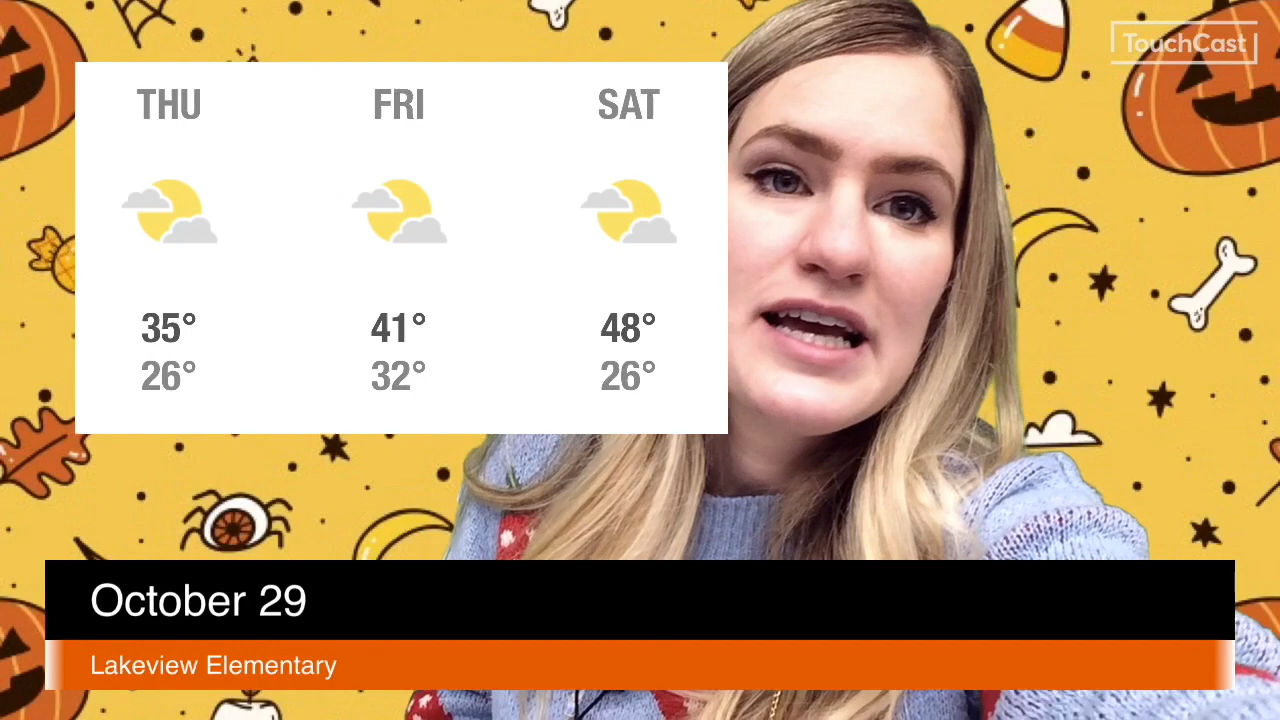 TouchCast
THU FRI SAT
35° 41° 48°
26° 32° 26°
October 29
Lakeview Elementary